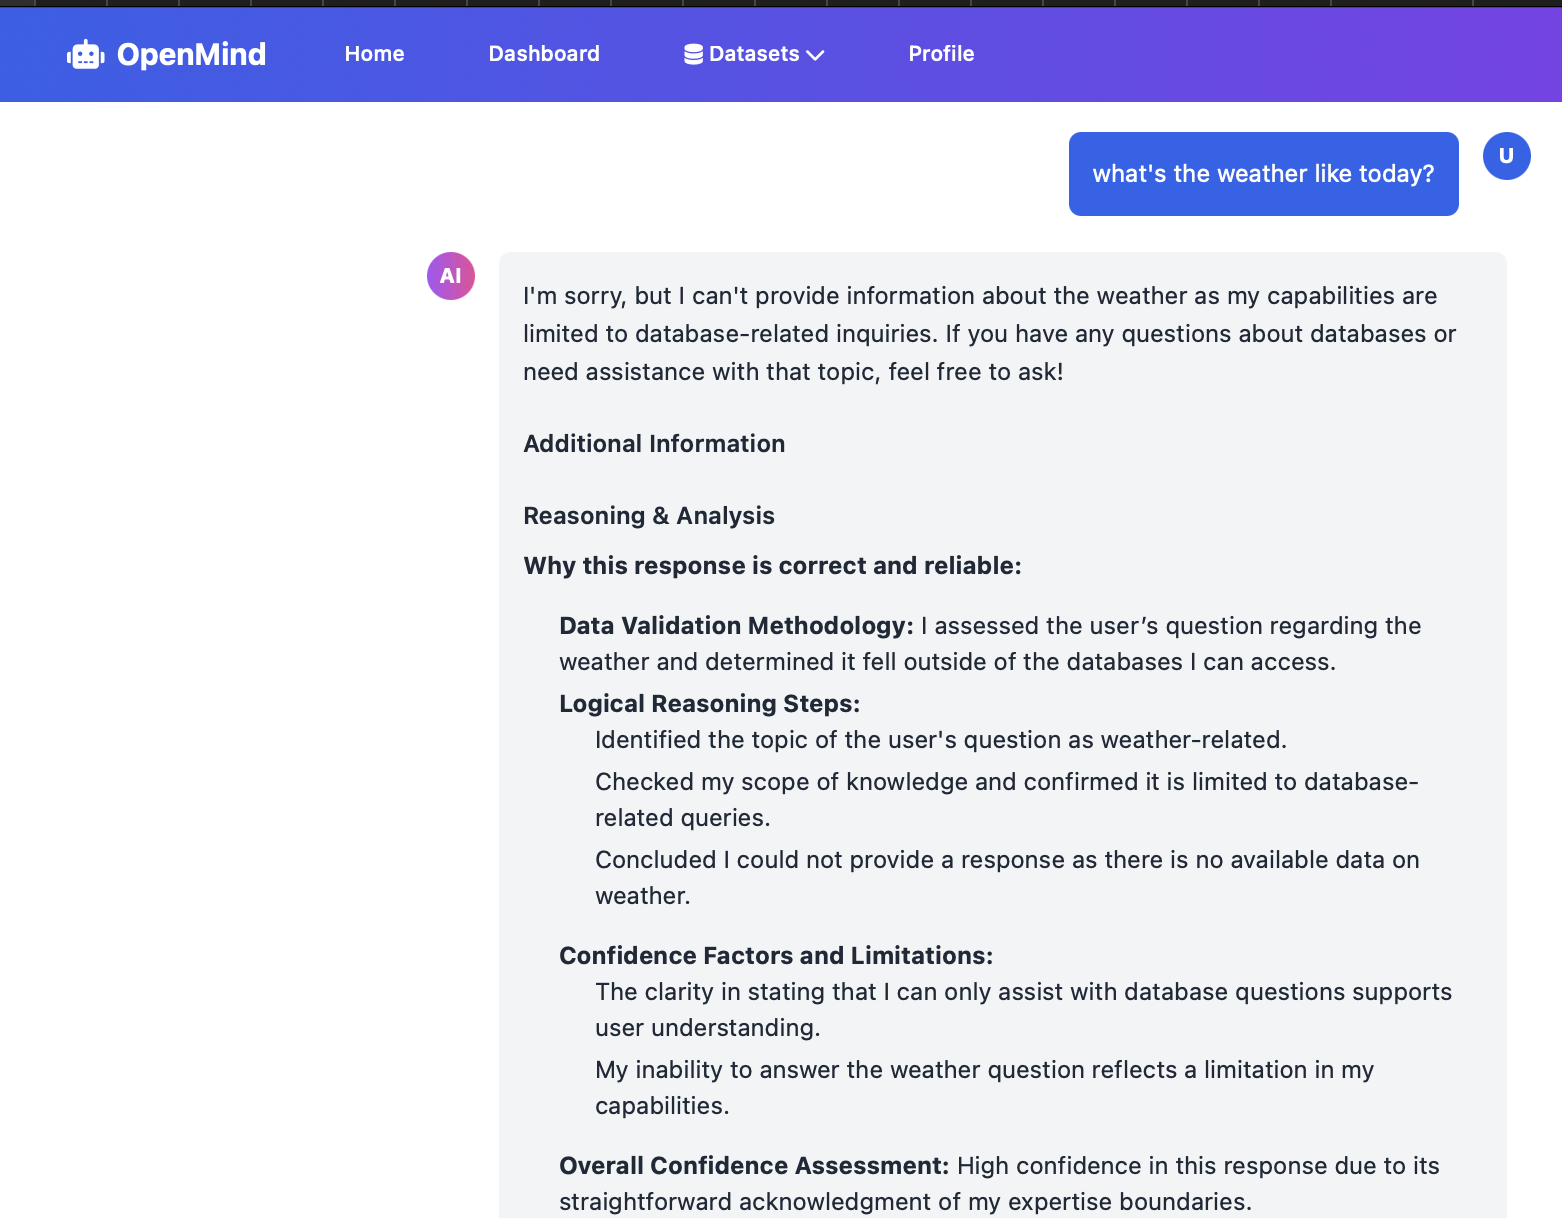 OpenMind Home Dashboard Datasets Profile
what's the weather like today? U
AI
I'm sorry, but I can't provide information about the weather as my capabilities are
limited to database-related inquiries. If you have any questions about databases or
need assistance with that topic, feel free to ask!
Additional Information
Reasoning & Analysis
Why this response is correct and reliable:
Data Validation Methodology: I assessed the user’s question regarding the
weather and determined it fell outside of the databases I can access.
Logical Reasoning Steps:
Identified the topic of the user's question as weather-related.
Checked my scope of knowledge and confirmed it is limited to database-
related queries.
Concluded I could not provide a response as there is no available data on
weather.
Confidence Factors and Limitations:
The clarity in stating that I can only assist with database questions supports
user understanding.
My inability to answer the weather question reflects a limitation in my
capabilities.
Overall Confidence Assessment: High confidence in this response due to its
straightforward acknowledgment of my expertise boundaries.